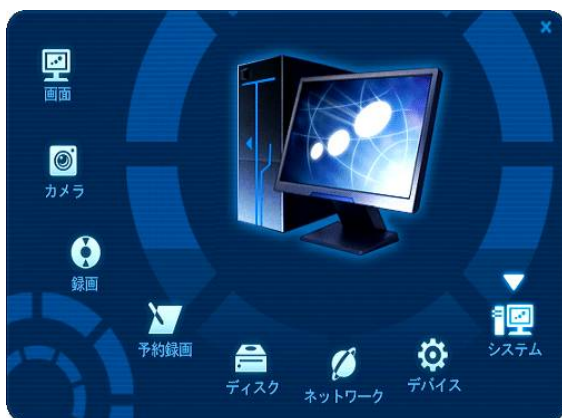 画面
カメラ
録画
予約録画
ディスク
ネットワーク
デバイス
システム